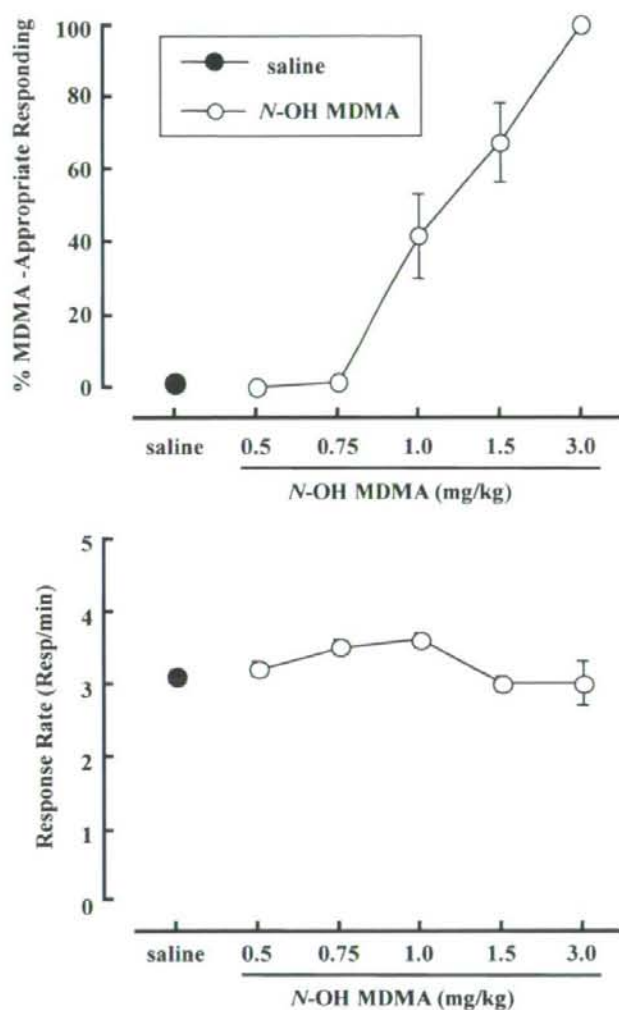 % MDMA -Appropriate Responding
100
80
60
40
20
0
saline
N-OH MDMA
saline
0.5
0.75
1.0
1.5
3.0
N-OH MDMA (mg/kg)
Response Rate (Resp/min)
5
4
3
2
1
0
saline
0.5
0.75
1.0
1.5
3.0
N-OH MDMA (mg/kg)